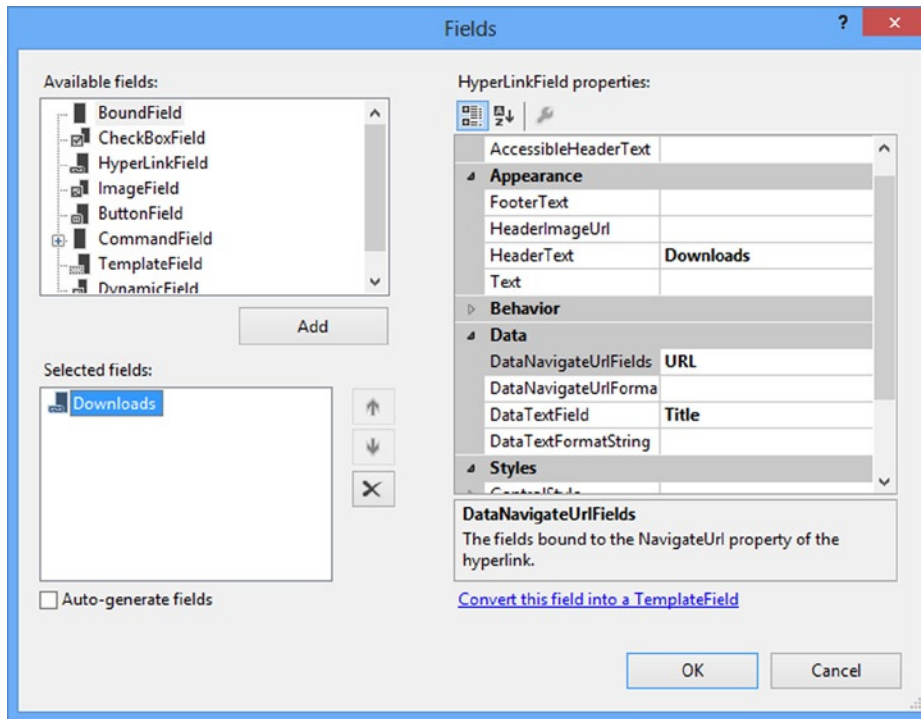 Fields
?
Available fields:
BoundField
CheckBoxField
HyperLinkField
ImageField
ButtonField
CommandField
TemplateField
DynamicField
Add
Selected fields:
Downloads
Auto-generate fields
HyperLinkField properties:
AccessibleHeaderText
Appearance
FooterText
HeaderImageUrl
HeaderText Downloads
Text
Behavior
Data
DataNavigateUrlFields URL
DataNavigateUrlForma
DataTextField Title
DataTextFormatString
Styles
ControlStyle
DataNavigateUrlFields
The fields bound to the NavigateUrl property of the
hyperlink.
Convert this field into a TemplateField
OK
Cancel